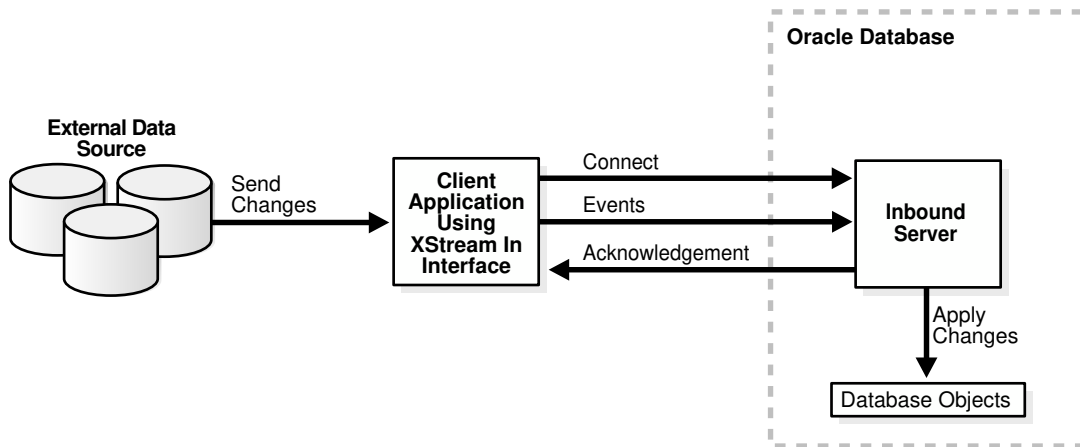 Oracle Database
External Data
Source
Send
Changes
Client
Application
Using
XStream In
Interface
Connect
Events
Acknowledgement
Inbound
Server
Apply
Changes
Database Objects